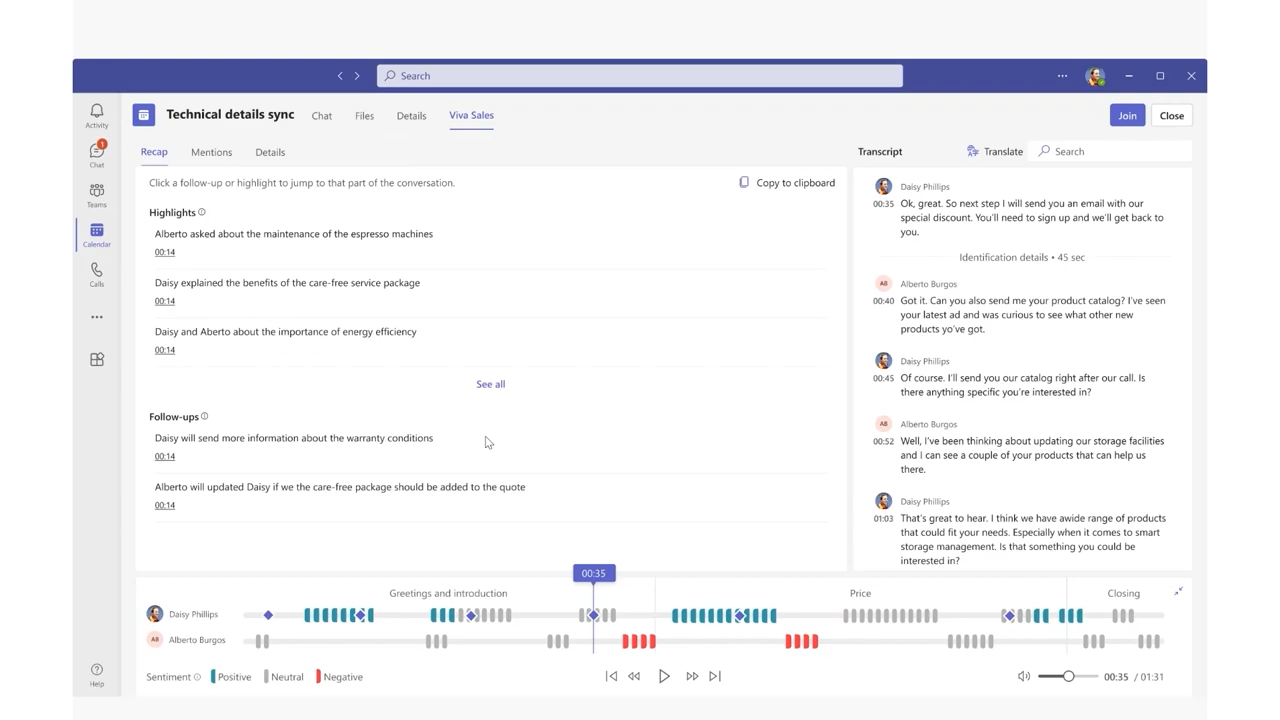 Search
Activity
1
Chat
Teams
Calendar
Calls
Help
Technical details sync
Chat
Files
Details
Viva Sales
Join
Close
Recap
Mentions
Details
Click a follow-up or highlight to jump to that part of the conversation.
Copy to clipboard
Highlights
Alberto asked about the maintenance of the espresso machines
00:14
Daisy explained the benefits of the care-free service package
00:14
Daisy and Aberto about the importance of energy efficiency
00:14
See all
Follow-ups
Daisy will send more information about the warranty conditions
00:14
Alberto will updated Daisy if we the care-free package should be added to the quote
00:14
Transcript
Translate
Search
Daisy Phillips
00:35 Ok, great. So next step I will send you an email with our
special discount. You'll need to sign up and we'll get back to
you.
Identification details • 45 sec
AB Alberto Burgos
00:40 Got it. Can you also send me your product catalog? I've seen
your latest ad and was curious to see what other new
products yo've got.
Daisy Phillips
00:45 Of course. I'll send you our catalog right after our call. Is
there anything specific you're interested in?
AB Alberto Burgos
00:52 Well, I've been thinking about updating our storage facilities
and I can see a couple of your products that can help us
there.
Daisy Phillips
01:03 That's great to hear. I think we have awide range of products
that could fit your needs. Especially when it comes to smart
storage management. Is that something you could be
interested in?
00:35
Greetings and introduction
Price
Closing
Daisy Phillips
AB Alberto Burgos
Sentiment
Positive
Neutral
Negative
00:35 / 01:31